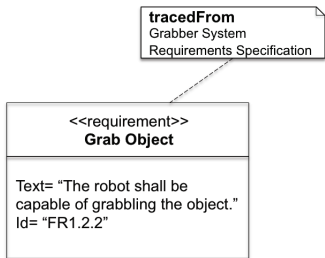 tracedFrom
Grabber System
Requirements Specification
<<requirement>>
Grab Object
Text= “The robot shall be
capable of grabbling the object.”
Id= “FR1.2.2”